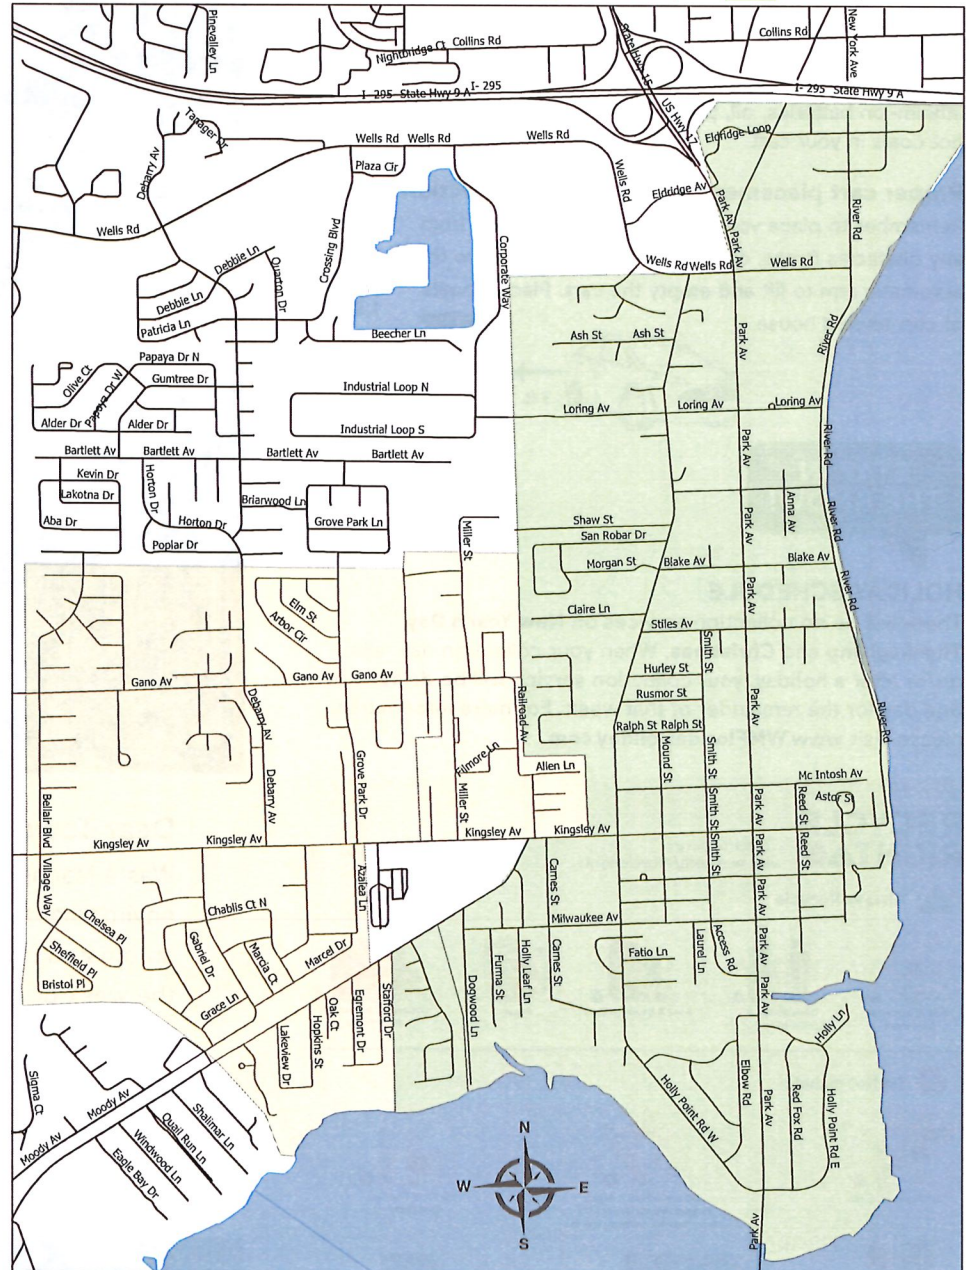 Pinevalley Ln
Nightbridge Ct
Collins Rd
State Hwy 15
Collins Rd
New York Ave
I- 295 State Hwy 9 A
I- 295
I- 295 State Hwy 9 A
US Hwy 17
Eldridge Loop
Tanager Dr
Debarry Av
Wells Rd
Wells Rd
Wells Rd
Plaza Cir
Wells Rd
Eldridge Av
Park Av
River Rd
Wells Rd
Crossing Blvd
Corporate Way
Park Av
Debbie Ln
Quarton Dr
Wells Rd
Wells Rd
Wells Rd
Debbie Ln
Patricia Ln
Beecher Ln
Ash St
Ash St
Park Av
River Rd
Papaya Dr N
Olive Ct
Papaya Dr W
Gumtree Dr
Industrial Loop N
Loring Av
Loring Av
Loring Av
Alder Dr
Alder Dr
Industrial Loop S
Park Av
River Rd
Bartlett Av
Bartlett Av
Bartlett Av
Bartlett Av
Kevin Dr
Lakotna Dr
Horton Dr
Briarwood Ln
Anna Av
Aba Dr
Horton Dr
Grove Park Ln
Miller St
Shaw St
Park Av
River Rd
Poplar Dr
San Robar Dr
Morgan St
Blake Av
Blake Av
Elm St
Arbor Cir
Claire Ln
Park Av
River Rd
Stiles Av
Smith St
Hurley St
Gano Av
Gano Av
Gano Av
Debarry Av
Railroad Av
Rusmor St
Park Av
River Rd
Ralph St
Ralph St
Filmore Ln
Grove Park Dr
Mound St
Smith St
Allen Ln
Mc Intosh Av
Bellair Blvd
Debarry Av
Miller St
Smith St
Park Av
Reed St
Astor St
Kingsley Av
Kingsley Av
Kingsley Av
Kingsley Av
Smith St
Park Av
Reed St
Village Way
Azalea Ln
Carnes St
Park Av
Chelsea Pl
Chablis Ct N
Milwaukee Av
Sheffield Pl
Gabriel Dr
Marcia Ct
Marcel Dr
Carnes St
Fatio Ln
Laurel Ln
Access Rd
Park Av
Bristol Pl
Furma St
Holly Leaf Ln
Park Av
Grace Ln
Dogwood Ln
Stafford Dr
Egremont Dr
Oak Ct
Hopkins St
Lakeview Dr
Holly Ln
Sigma Ct
Moody Av
Shalimar Ln
Quail Run Ln
Windwood Ln
Eagle Bay Dr
Moody Av
Holly Point Rd W
Elbow Rd
Park Av
Red Fox Rd
Holly Point Rd E
N
W
E
S
Park Av